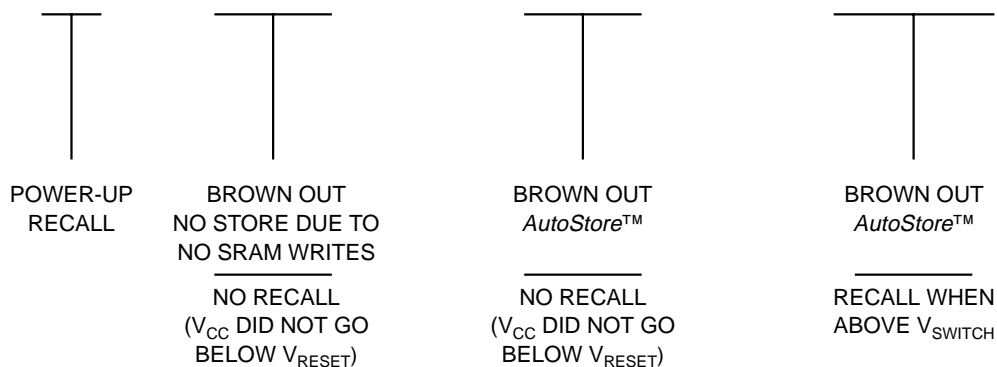 POWER-UP
RECALL
BROWN OUT
NO STORE DUE TO
NO SRAM WRITES
NO RECALL
(VCC DID NOT GO
BELOW VRESET)
BROWN OUT
AutoStore™
NO RECALL
(VCC DID NOT GO
BELOW VRESET)
BROWN OUT
AutoStore™
RECALL WHEN
ABOVE VSWITCH